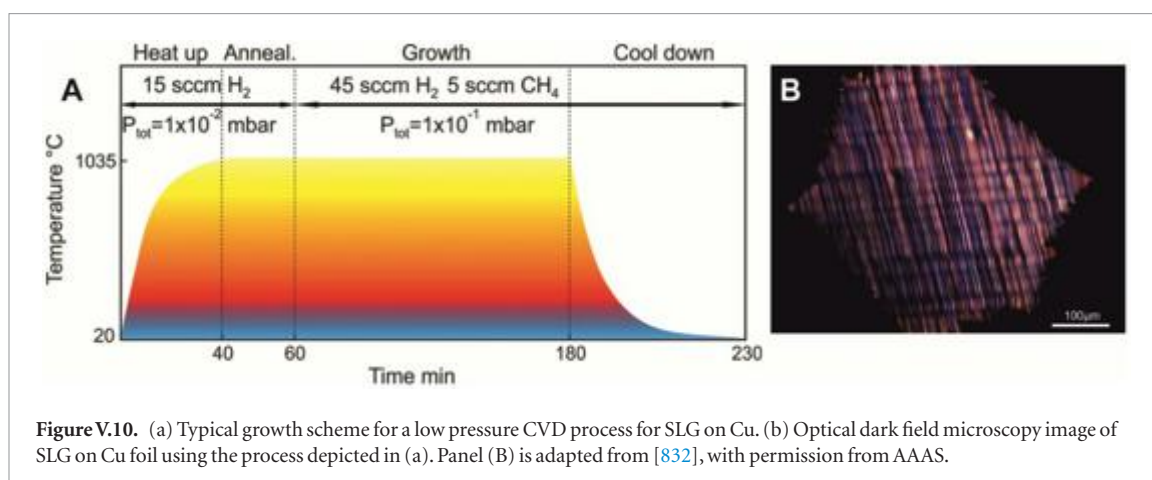 Heat up Anneal. Growth Cool down
A 15 sccm H₂ 45 sccm H₂ 5 sccm CH₄ B
Pₜₒₜ=1x10⁻² mbar Pₜₒₜ=1x10⁻¹ mbar
1035
Temperature °C
20
40 60 180 230
Time min
100µm
Figure V.10. (a) Typical growth scheme for a low pressure CVD process for SLG on Cu. (b) Optical dark field microscopy image of
SLG on Cu foil using the process depicted in (a). Panel (B) is adapted from [832], with permission from AAAS.